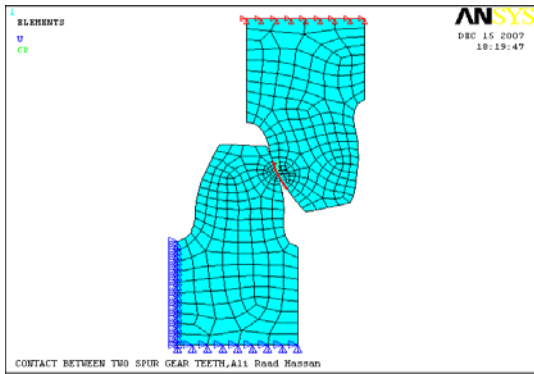 1
ELEMENTS
U
CP
ANSYS
DEC 15 2007
18:19:47
CONTACT BETWEEN TWO SPUR GEAR TEETH,Ali Raad Hassan